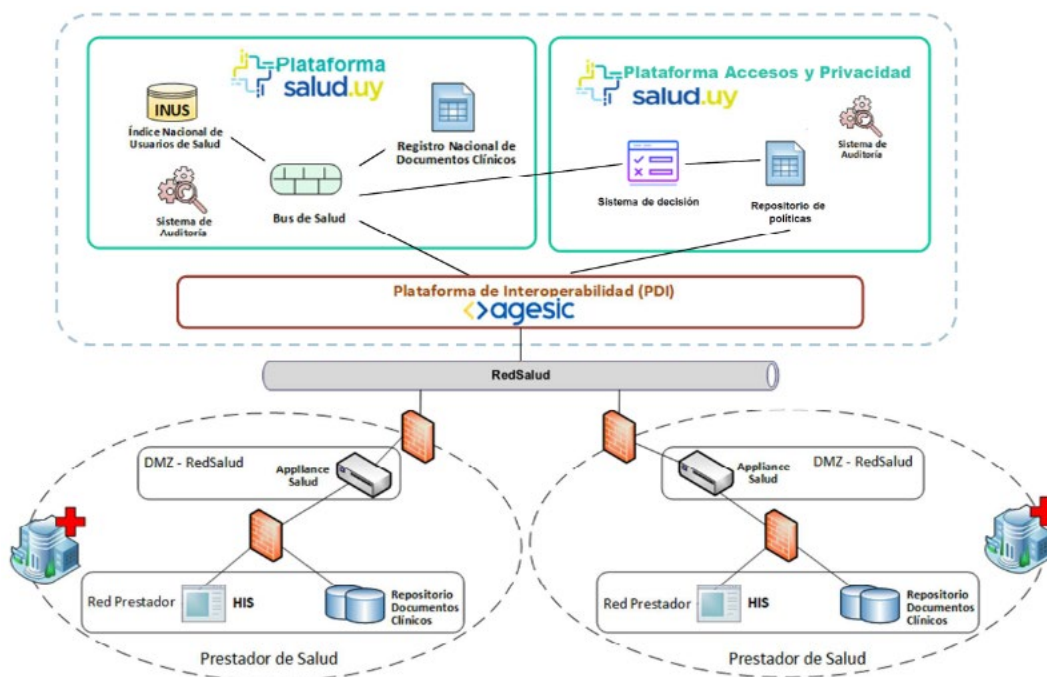 Plataforma
salud.uy
INUS
Índice Nacional de
Usuarios de Salud
Registro Nacional de
Documentos Clínicos
Sistema de
Auditoría
Bus de Salud
Plataforma Accesos y Privacidad
salud.uy
Sistema de
Auditoría
Sistema de decisión
Repositorio de
políticas
Plataforma de Interoperabilidad (PDI)
agesic
RedSalud
DMZ - RedSalud
Appliance
Salud
Red Prestador
HIS
Repositorio
Documentos
Clínicos
Prestador de Salud
Appliance
Salud
DMZ - RedSalud
Red Prestador
HIS
Repositorio
Documentos
Clínicos
Prestador de Salud